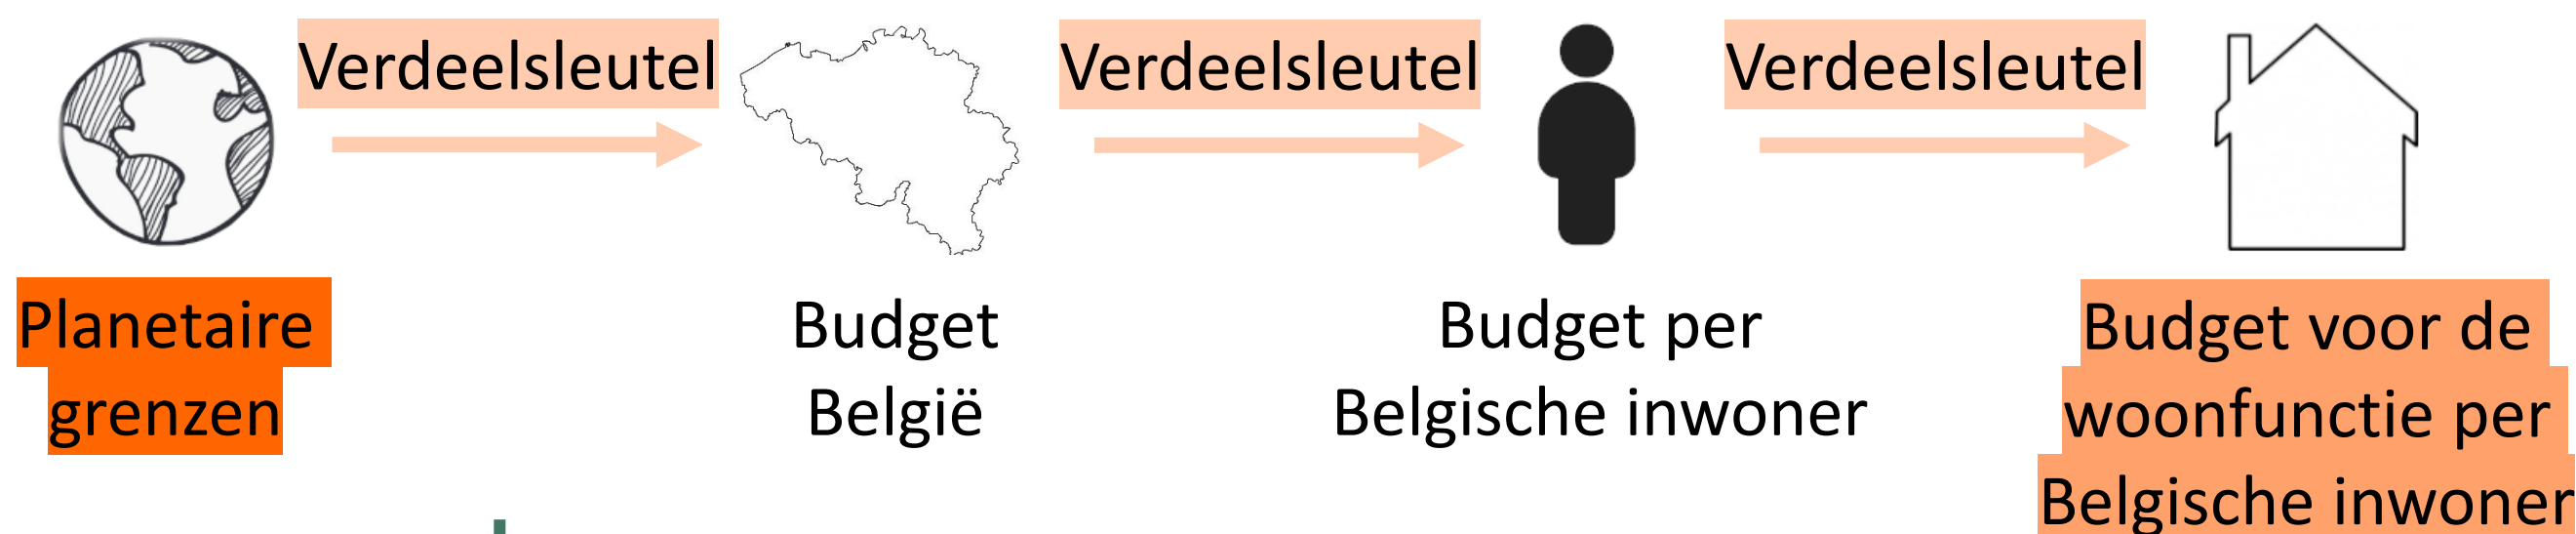 Verdeelsleutel
Verdeelsleutel
Verdeelsleutel
Planetaire
grenzen
Budget
België
Budget per
Belgische inwoner
Budget voor de
woonfunctie per
Belgische inwoner